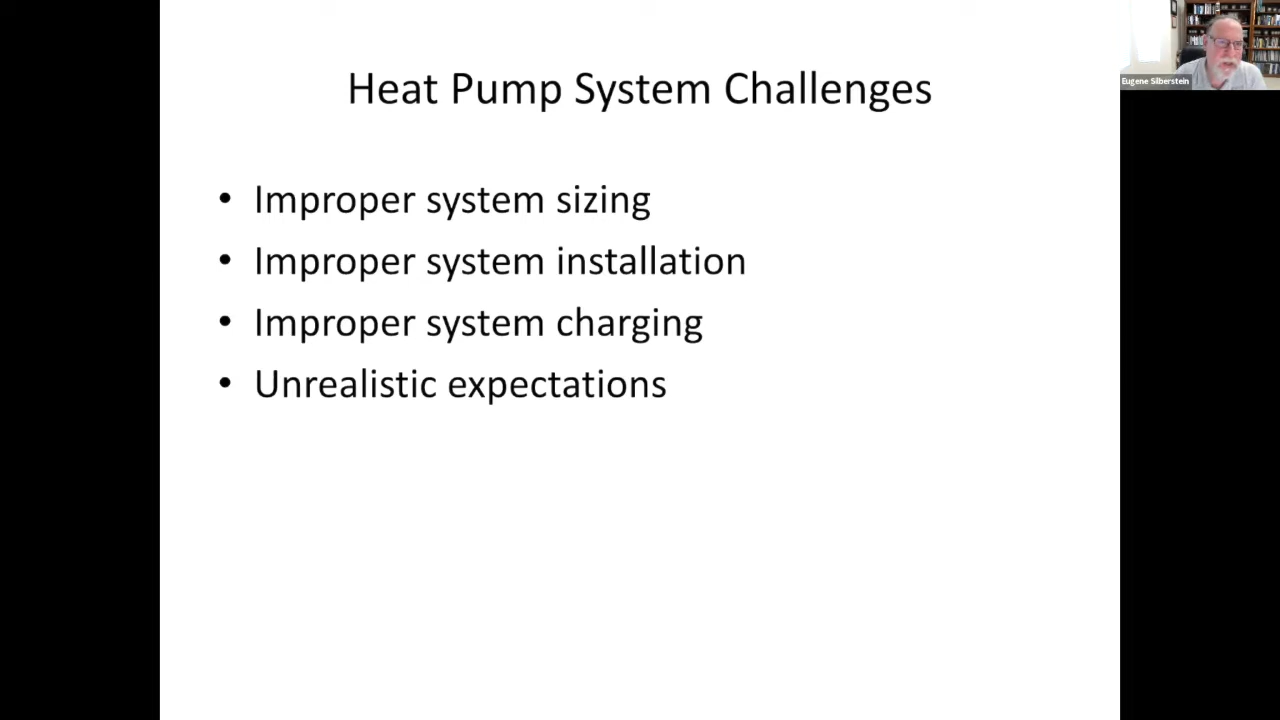 Heat Pump System Challenges
• Improper system sizing
• Improper system installation
• Improper system charging
• Unrealistic expectations
Eugene Silberstein